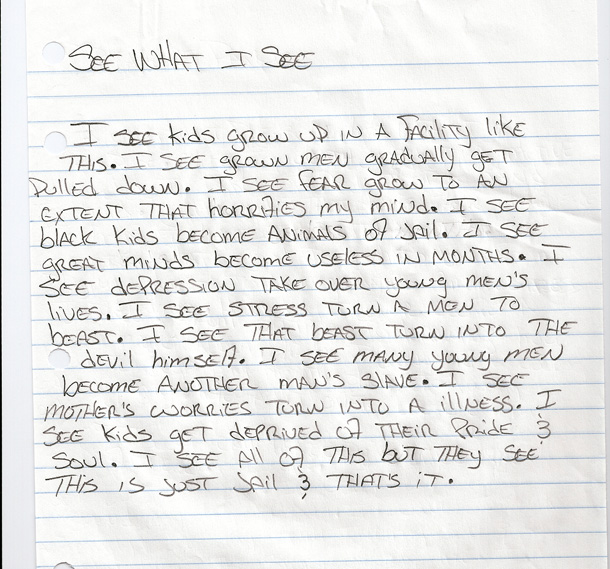 SEE WHAT I SEE
I SEE KIDS GROW UP IN A FACILITY LIKE
THIS. I SEE GROWN MEN GRADUALLY GET
PULLED DOWN. I SEE FEAR GROW TO AN
EXTENT THAT HORRIFIES MY MIND. I SEE
BLACK KIDS BECOME ANIMALS OF JAIL. I SEE
GREAT MINDS BECOME USELESS IN MONTHS. I
SEE DEPRESSION TAKE OVER YOUNG MEN'S
LIVES. I SEE STRESS TURN A MEN TO
BEAST. I SEE THAT BEAST TURN INTO THE
DEVIL HIMSELF. I SEE MANY YOUNG MEN
BECOME ANOTHER MAN'S SLAVE. I SEE
MOTHER'S WORRIES TURN INTO A ILLNESS. I
SEE KIDS GET DEPRIVED OF THEIR PRIDE &
SOUL. I SEE ALL OF THIS BUT THEY SEE
THIS IS JUST JAIL & THAT'S IT.